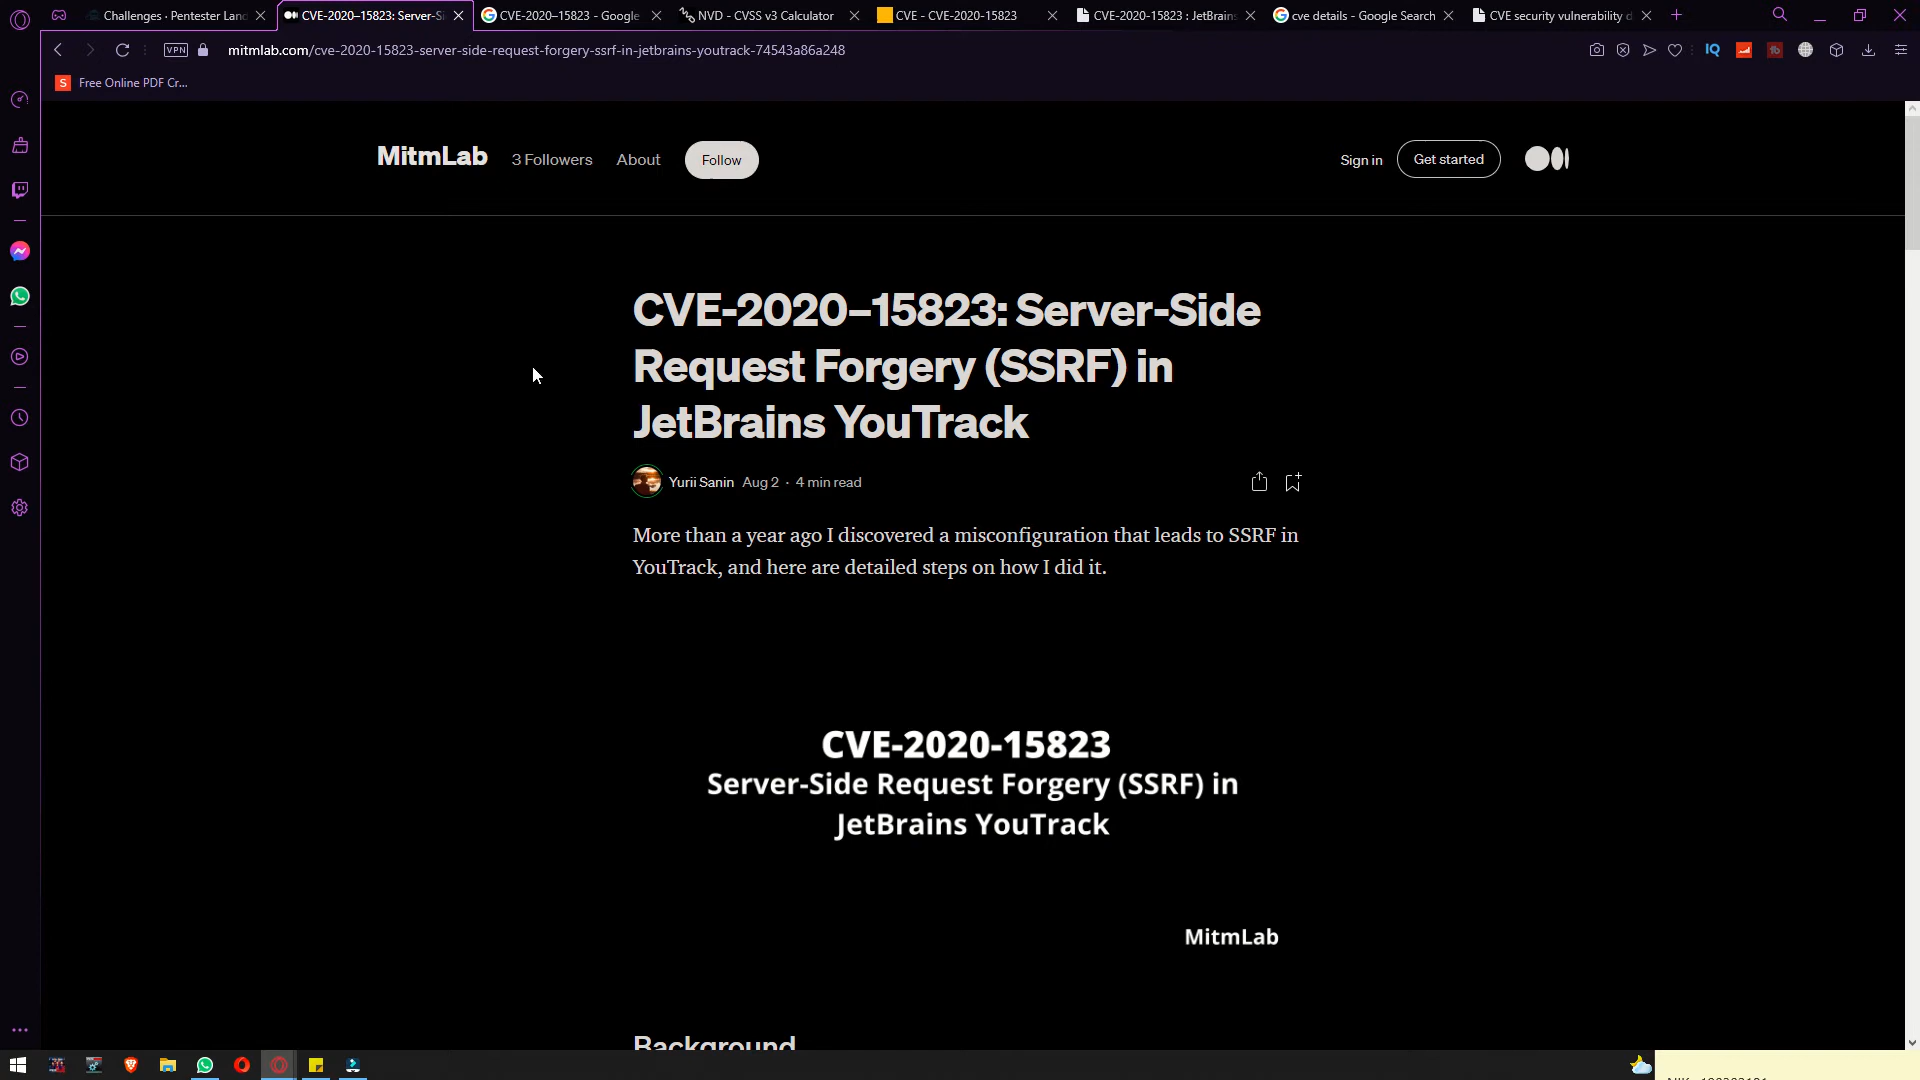 Challenges · Pentester Land
CVE-2020–15823: Server-Si
CVE-2020–15823 - Google
NVD - CVSS v3 Calculator
CVE - CVE-2020-15823
CVE-2020-15823 : JetBrains
cve details - Google Search
CVE security vulnerability d
VPN
mitmlab.com/cve-2020-15823-server-side-request-forgery-ssrf-in-jetbrains-youtrack-74543a86a248
IQ
S Free Online PDF Cr...
MitmLab
3 Followers
About
Follow
Sign in
Get started
CVE-2020–15823: Server-Side
Request Forgery (SSRF) in
JetBrains YouTrack
Yurii Sanin Aug 2 · 4 min read
More than a year ago I discovered a misconfiguration that leads to SSRF in
YouTrack, and here are detailed steps on how I did it.
CVE-2020-15823
Server-Side Request Forgery (SSRF) in
JetBrains YouTrack
MitmLab
Background